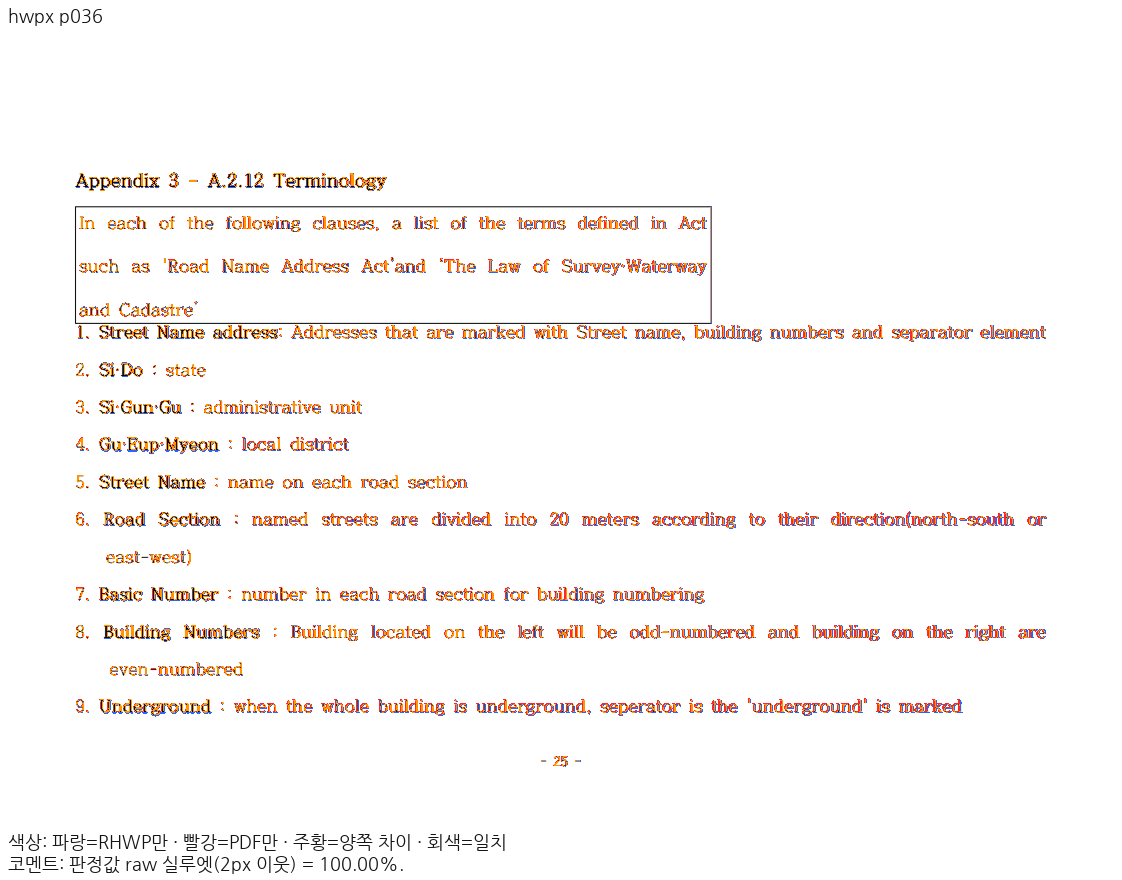 hwpx p036
Appendix 3 - A.2.12 Terminology
In each of the following clauses, a list of the terms defined in Act
such as 'Road Name Address Act'and 'The Law of Survey·Waterway
and Cadastre'
1. Street Name address: Addresses that are marked with Street name, building numbers and separator element
2. Si·Do : state
3. Si·Gun·Gu : administrative unit
4. Gu·Eup·Myeon : local district
5. Street Name : name on each road section
6. Road Section : named streets are divided into 20 meters according to their direction(north-south or
east-west)
7. Basic Number : number in each road section for building numbering
8. Building Numbers : Building located on the left will be odd-numbered and building on the right are
even-numbered
9. Underground : when the whole building is underground, seperator is the 'underground' is marked
- 25 -
색상: 파랑=RHWP만 · 빨강=PDF만 · 주황=양쪽 차이 · 회색=일치
코멘트: 판정값 raw 실루엣(2px 이웃) = 100.00%.